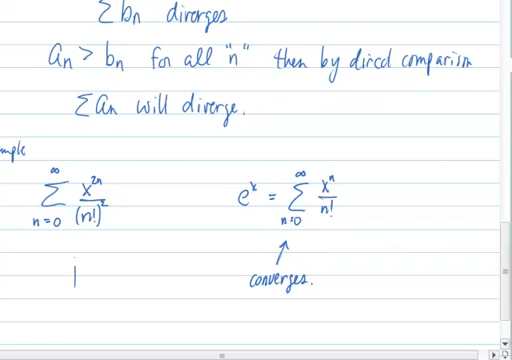 ∑ bn diverges
an > bn for all "n" then by direct comparison
∑ an will diverge.
mple
∞ ∑ n=0 x^2n/(n!)^2 e^x = ∞ ∑ n=0 x^n/n!
converges.